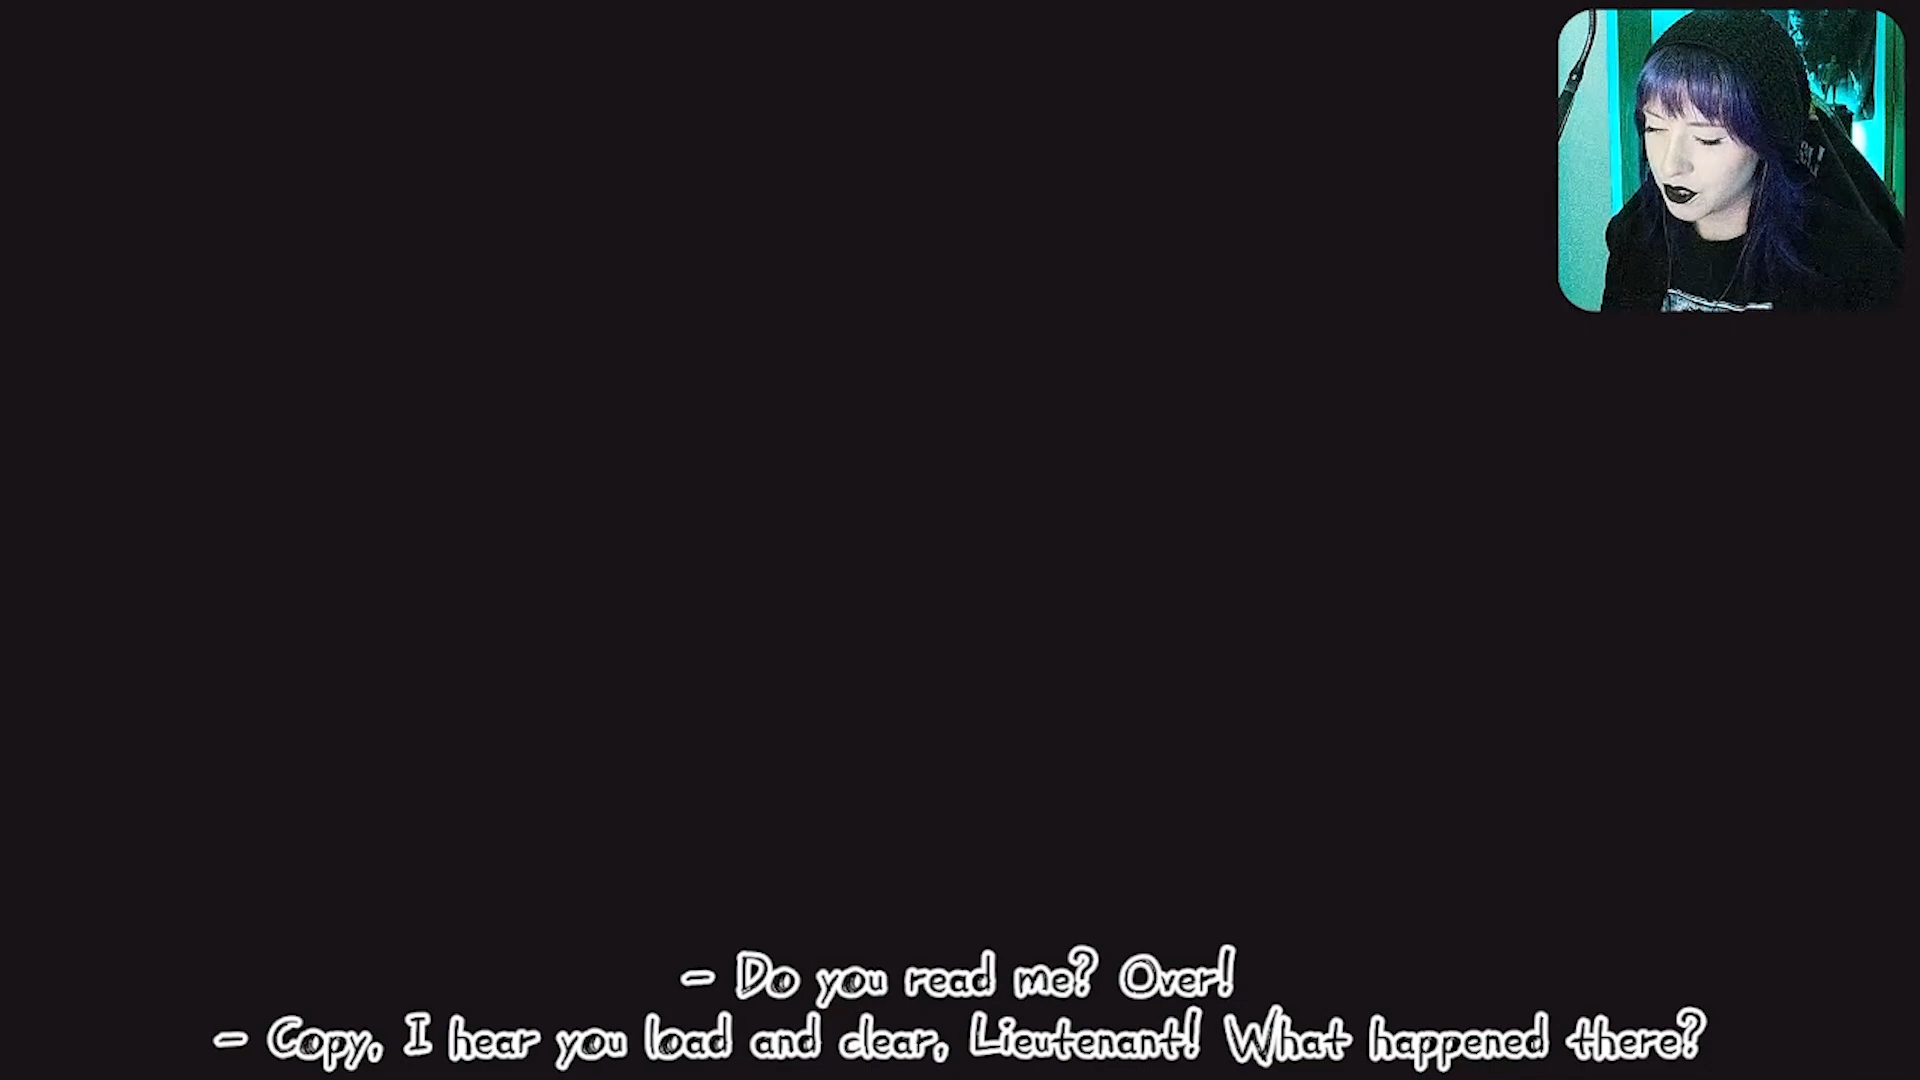 - Do you read me? Over!
- Copy, I hear you load and clear, Lieutenant! What happened there?